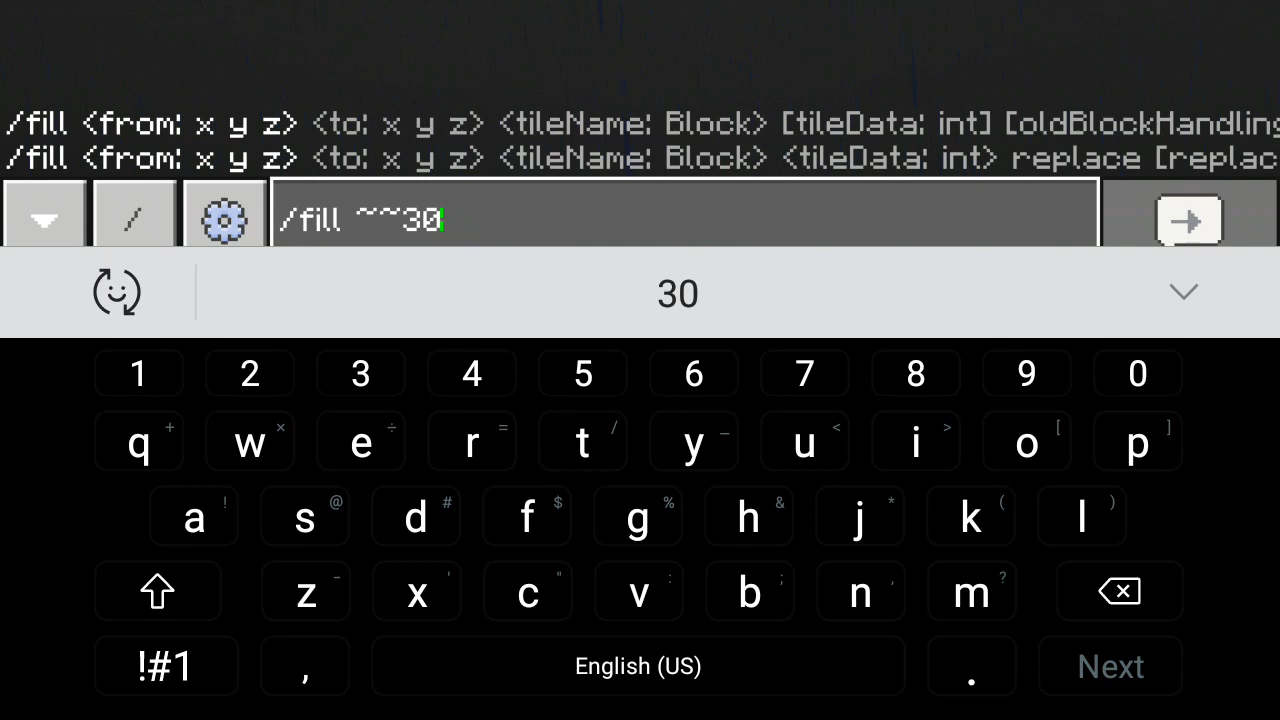 /fill <from: x y z> <to: x y z> <tileName: Block> [tileData: int] [oldBlockHandling
/fill <from: x y z> <to: x y z> <tileName: Block> <tileData: int> replace [replac
/ /fill ~~30
30
1 2 3 4 5 6 7 8 9 0
q + w × e ÷ r = t / y _ u < i > o [ p ]
a ! s @ d # f $ g % h & j * k ( l )
z - x ' c " v : b ; n , m ?
!#1 , English (US) . Next